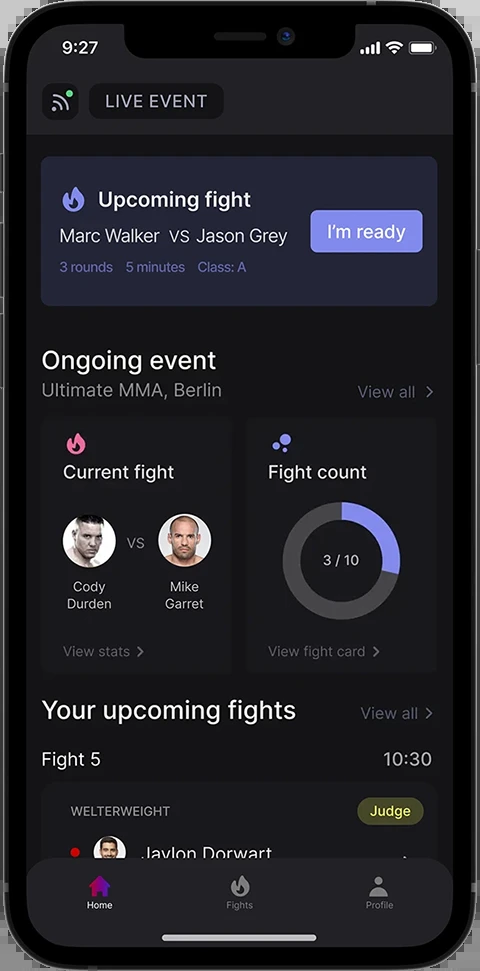 9:27
LIVE EVENT
Upcoming fight
Marc Walker VS Jason Grey
I'm ready
3 rounds 5 minutes Class: A
Ongoing event
Ultimate MMA, Berlin
View all
Current fight
Fight count
VS
3 / 10
Cody
Durden
Mike
Garret
View stats
View fight card
Your upcoming fights
View all
Fight 5
10:30
WELTERWEIGHT
Judge
Jaylon Dorwart
Home
Fights
Profile